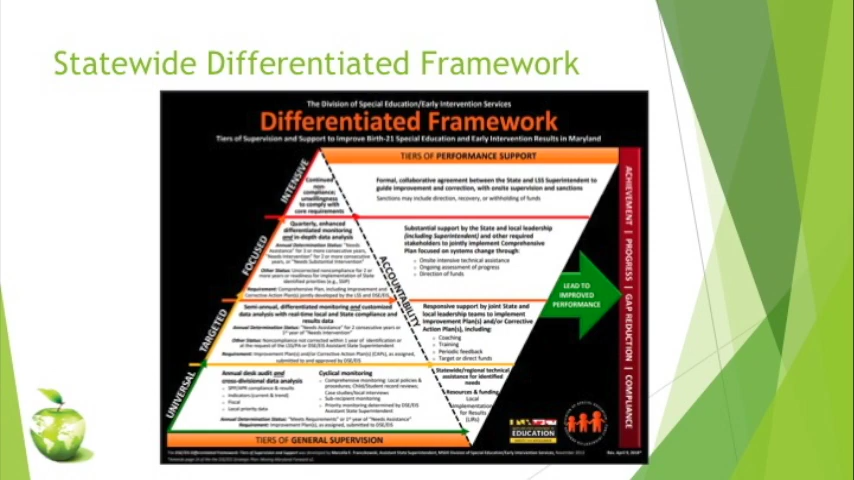 Statewide Differentiated Framework
The Division of Special Education/Early Intervention Services
Differentiated Framework
Tiers of Supervision and Support to Improve Birth-21 Special Education and Early Intervention Results in Maryland
TIERS OF PERFORMANCE SUPPORT
INTENSIVE
Continued
non-
compliance;
unwillingness
to comply with
core requirements
Formal, collaborative agreement between the State and LSS Superintendent to
guide improvement and correction, with onsite supervision and sanctions
Sanctions may include direction, recovery, or withholding of funds
FOCUSED
Quarterly, enhanced
differentiated monitoring
and in-depth data analysis
Annual Determination Status: "Needs
Assistance" for 2 or more consecutive years,
"Needs Intervention" for 2 or more consecutive
years, or "Needs Substantial Intervention"
Other Status: Uncorrected noncompliance for 2 or
more years or readiness for implementation of State
identified priorities (e.g.,
Requirement: Comprehensive Plan, including Improvement and
Corrective Action Plan(s) jointly developed by the LSS and DSE/EIS
Substantial support by the State and local leadership
(including Superintendent) and other required
stakeholders to jointly implement Comprehensive
Plan focused on systems change through:
○ Onsite intensive technical assistance
○ Ongoing assessment of progress
○ Direction of funds
ACCOUNTABILITY
TARGETED
Semi-annual, differentiated monitoring and customized
data analysis with real-time local and State compliance and
results data
Annual Determination Status: "Needs Assistance" for 2 consecutive years or
1st year of "Needs Intervention"
Other Status: Noncompliance not corrected within 1 year of identification or
at the request of the LSS/PA or DSE/EIS Assistant State Superintendent
Requirement: Improvement Plan(s) and/or Corrective Action Plan(s) (CAPs), as assigned,
submitted to and approved by DSE/EIS
Responsive support by joint State and
local leadership teams to implement
Improvement Plan(s) and/or Corrective
Action Plan(s), including:
○ Coaching
○ Training
○ Periodic feedback
○ Target or direct funds
UNIVERSAL
Annual desk audit and
cross-divisional data analysis
○ SPP/APR compliance & results
○ Indicators (current & trend)
○ Fiscal
○ Local priority data
Cyclical monitoring
○ Comprehensive monitoring: Local policies &
procedures, Child/Student record reviews,
Case studies/local interviews
○ Sub-recipient monitoring
○ Priority monitoring determined by DSE/EIS
Assistant State Superintendent
Annual Determination Status: "Meets Requirements" or 1st year of "Needs Assistance"
Requirement: Improvement Plan(s), as assigned, submitted to DSE/EIS
Statewide/regional technical
assistance for identified
needs
Resources & funding
Local
Implementation
for Results
(LIRs)
TIERS OF GENERAL SUPERVISION
LEAD TO
IMPROVED
PERFORMANCE
ACHIEVEMENT | PROGRESS | GAP REDUCTION | COMPLIANCE
EDUCATION